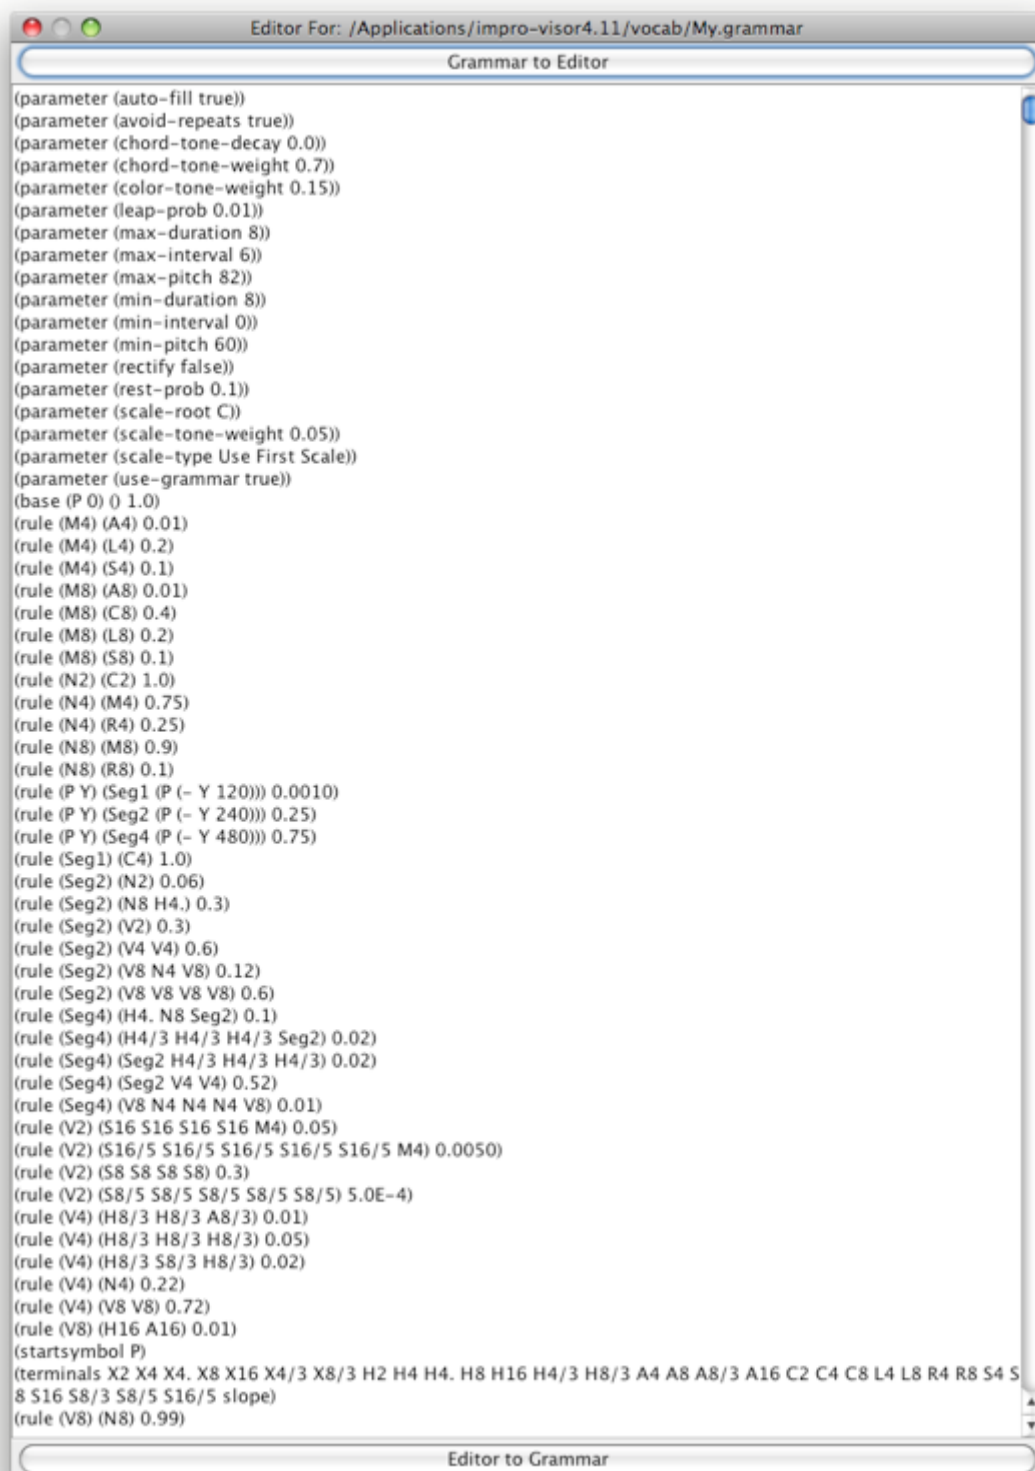 Editor For: /Applications/impro-visor4.11/vocab/My.grammar
Grammar to Editor
(parameter (auto-fill true))
(parameter (avoid-repeats true))
(parameter (chord-tone-decay 0.0))
(parameter (chord-tone-weight 0.7))
(parameter (color-tone-weight 0.15))
(parameter (leap-prob 0.01))
(parameter (max-duration 8))
(parameter (max-interval 6))
(parameter (max-pitch 82))
(parameter (min-duration 8))
(parameter (min-interval 0))
(parameter (min-pitch 60))
(parameter (rectify false))
(parameter (rest-prob 0.1))
(parameter (scale-root C))
(parameter (scale-tone-weight 0.05))
(parameter (scale-type Use First Scale))
(parameter (use-grammar true))
(base (P 0) () 1.0)
(rule (M4) (A4) 0.01)
(rule (M4) (L4) 0.2)
(rule (M4) (S4) 0.1)
(rule (M8) (A8) 0.01)
(rule (M8) (C8) 0.4)
(rule (M8) (L8) 0.2)
(rule (M8) (S8) 0.1)
(rule (N2) (C2) 1.0)
(rule (N4) (M4) 0.75)
(rule (N4) (R4) 0.25)
(rule (N8) (M8) 0.9)
(rule (N8) (R8) 0.1)
(rule (P Y) (Seg1 (P (- Y 120))) 0.0010)
(rule (P Y) (Seg2 (P (- Y 240))) 0.25)
(rule (P Y) (Seg4 (P (- Y 480))) 0.75)
(rule (Seg1) (C4) 1.0)
(rule (Seg2) (N2) 0.06)
(rule (Seg2) (N8 H4.) 0.3)
(rule (Seg2) (V2) 0.3)
(rule (Seg2) (V4 V4) 0.6)
(rule (Seg2) (V8 N4 V8) 0.12)
(rule (Seg2) (V8 V8 V8 V8) 0.6)
(rule (Seg4) (H4. N8 Seg2) 0.1)
(rule (Seg4) (H4/3 H4/3 H4/3 Seg2) 0.02)
(rule (Seg4) (Seg2 H4/3 H4/3 H4/3) 0.02)
(rule (Seg4) (Seg2 V4 V4) 0.52)
(rule (Seg4) (V8 N4 N4 N4 V8) 0.01)
(rule (V2) (S16 S16 S16 S16 M4) 0.05)
(rule (V2) (S16/5 S16/5 S16/5 S16/5 S16/5 M4) 0.0050)
(rule (V2) (S8 S8 S8 S8) 0.3)
(rule (V2) (S8/5 S8/5 S8/5 S8/5 S8/5) 5.0E-4)
(rule (V4) (H8/3 H8/3 A8/3) 0.01)
(rule (V4) (H8/3 H8/3 H8/3) 0.05)
(rule (V4) (H8/3 S8/3 H8/3) 0.02)
(rule (V4) (N4) 0.22)
(rule (V4) (V8 V8) 0.72)
(rule (V8) (H16 A16) 0.01)
(startsymbol P)
(terminals X2 X4 X4. X8 X16 X4/3 X8/3 H2 H4 H4. H8 H16 H4/3 H8/3 A4 A8 A8/3 A16 C2 C4 C8 L4 L8 R4 R8 S4 S
8 S16 S8/3 S8/5 S16/5 slope)
(rule (V8) (N8) 0.99)
Editor to Grammar